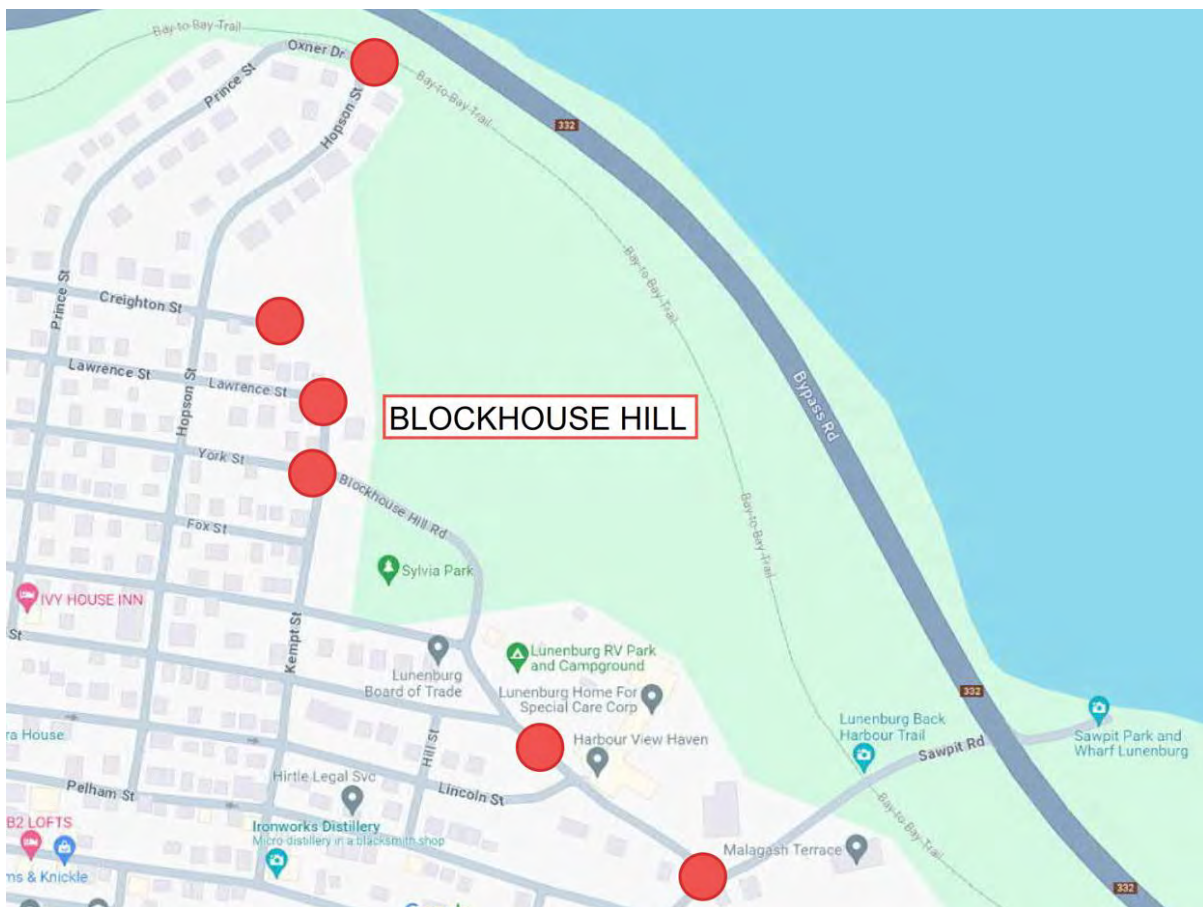 Bay-to-Bay-Trail
Oxner Dr
Prince St
Bay-to-Bay-Trail
Hopson St
332
Bay-to-Bay-Trail
Creighton St
Prince St
Lawrence St
Lawrence St
Hopson St
Bypass Rd
BLOCKHOUSE HILL
York St
Blockhouse Hill Rd
Bay-to-Bay-Trail
Fox St
Sylvia Park
IVY HOUSE INN
St
Kempt St
Lunenburg RV Park
and Campground
Lunenburg
Board of Trade
Lunenburg Home For
Special Care Corp
332
Lunenburg Back
Harbour Trail
Sawpit Rd
Sawpit Park and
Wharf Lunenburg
ra House
Hill St
Harbour View Haven
Hirtle Legal Svc
Pelham St
Lincoln St
B2 LOFTS
Ironworks Distillery
Micro-distillery in a blacksmith shop
Malagash Terrace
Bay-to-Bay-Trail
ms & Knickle
332